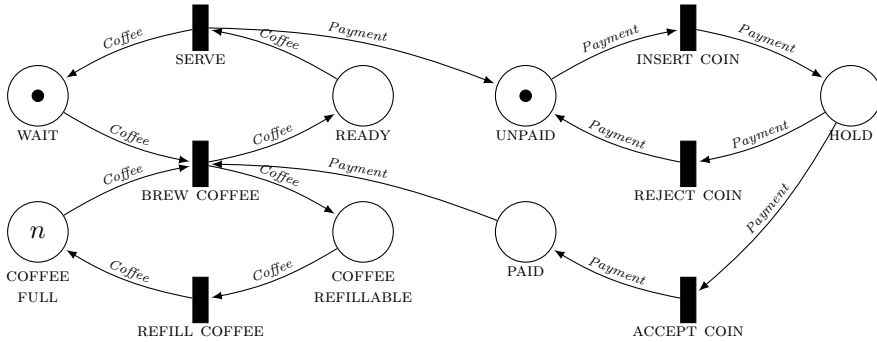 Coffee
Payment
Coffee
SERVE
Payment
Payment
INSERT COIN
WAIT
READY
UNPAID
HOLD
Coffee
Coffee
Payment
Payment
BREW COFFEE
Coffee
Coffee
REJECT COIN
Payment
n
COFFEE
FULL
COFFEE
REFILLABLE
PAID
Coffee
Coffee
Payment
REFILL COFFEE
ACCEPT COIN